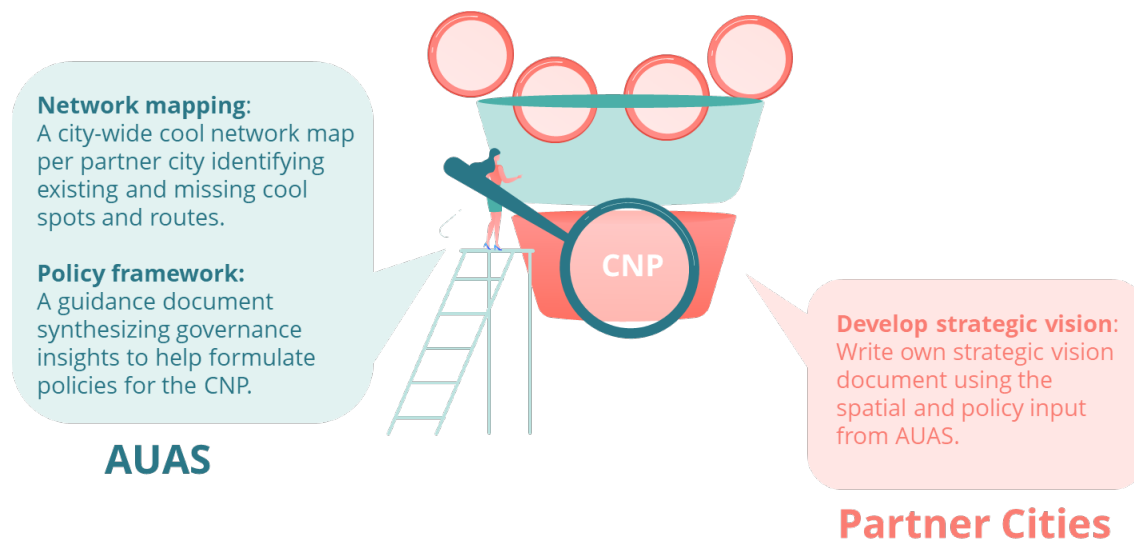 Network mapping:
A city-wide cool network map
per partner city identifying
existing and missing cool
spots and routes.
Policy framework:
A guidance document
synthesizing governance
insights to help formulate
policies for the CNP.
AUAS
CNP
Develop strategic vision:
Write own strategic vision
document using the
spatial and policy input
from AUAS.
Partner Cities